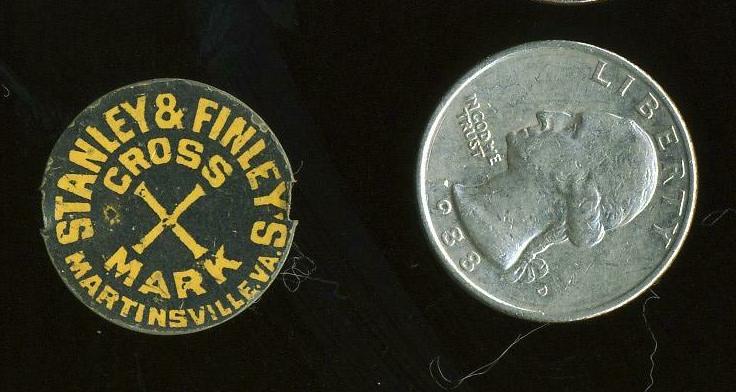 STANLEY & FINLEY'S
CROSS
MARK
MARTINSVILLE.VA.
LIBERTY
IN GOD WE
TRUST
1988
D